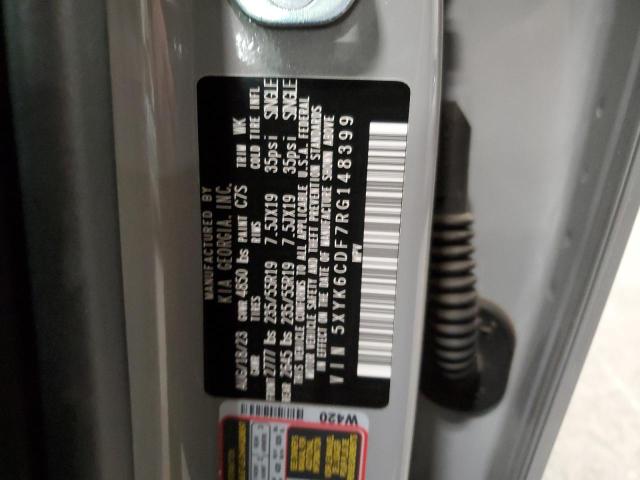 MANUFACTURED BY
KIA GEORGIA, INC.
AUG/18/23 GVWR 4850 lbs PAINT C7S TRIM WK
GAWR TIRES RIMS COLD TIRE INFL
FRONT 2777 lbs 235/55R19 7.5JX19 35psi SINGLE
REAR 2645 lbs 235/55R19 7.5JX19 35psi SINGLE
THIS VEHICLE CONFORMS TO ALL APPLICABLE U.S.A. FEDERAL
MOTOR VEHICLE SAFETY AND THEFT PREVENTION STANDARDS
IN EFFECT ON THE DATE OF MANUFACTURE SHOWN ABOVE
VIN 5XYK6CDF7RG148399
MPV
W420